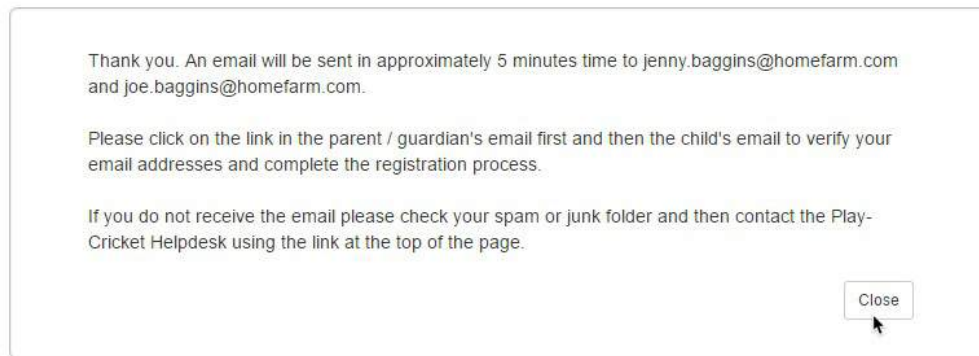 Thank you. An email will be sent in approximately 5 minutes time to jenny.baggins@homefarm.com
and joe.baggins@homefarm.com.
Please click on the link in the parent / guardian's email first and then the child's email to verify your
email addresses and complete the registration process.
If you do not receive the email please check your spam or junk folder and then contact the Play-
Cricket Helpdesk using the link at the top of the page.
Close